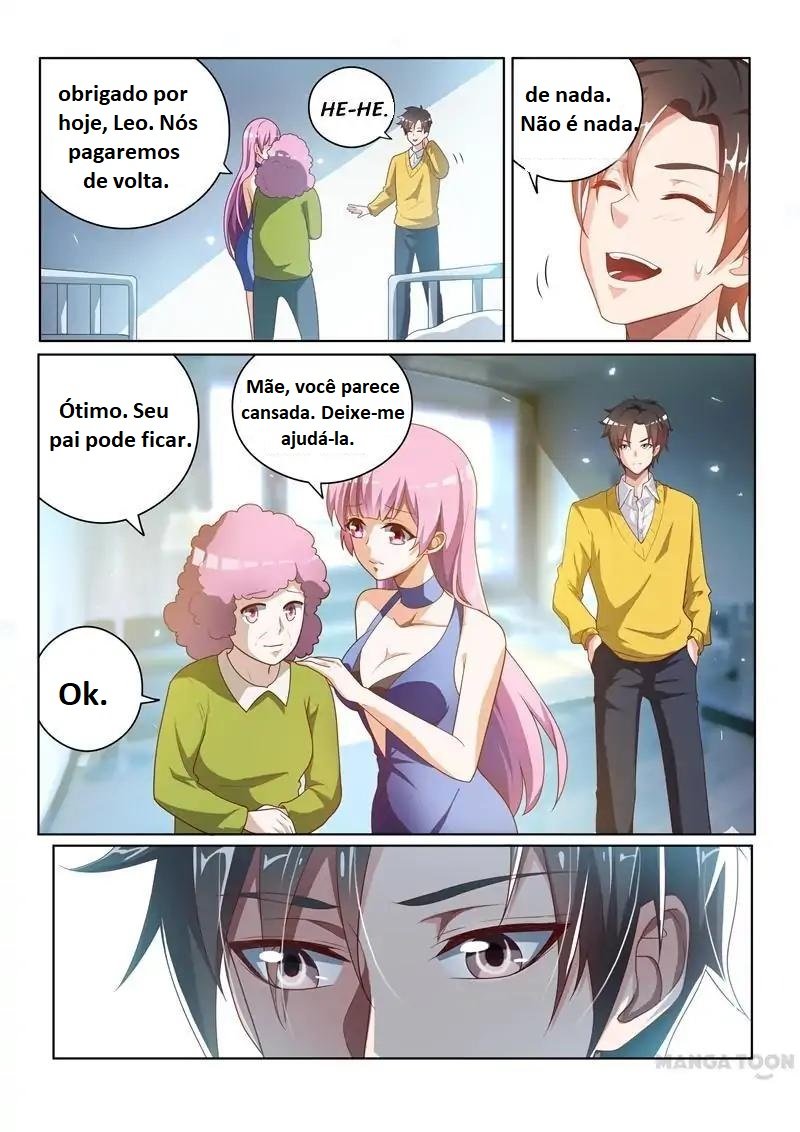 obrigado por
hoje, Leo. Nós
pagaremos
de volta.
HE-HE.
de nada.
Não é nada.
Ótimo. Seu
pai pode ficar.
Mãe, você parece
cansada. Deixe-me
ajudá-la.
Ok.
MANGA TOON